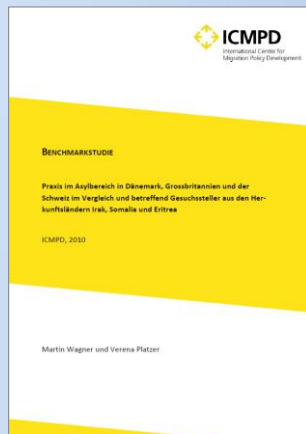 ICMPD
International Center for
Migration Policy Development
BENCHMARKSTUDIE
Praxis im Asylbereich in Dänemark, Grossbritannien und der
Schweiz im Vergleich und betreffend Gesuchssteller aus den Her-
kunftsländern Irak, Somalia und Eritrea
ICMPD, 2010
Martin Wagner und Verena Platzer